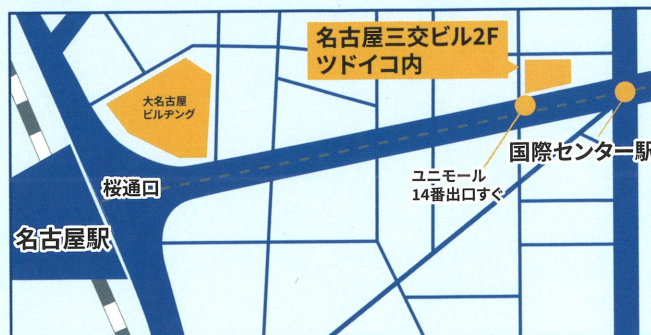 名古屋三交ビル2F
ツドイコ内
大名古屋
ビルヂング
国際センター駅
ユニモール
14番出口すぐ
桜通口
名古屋駅